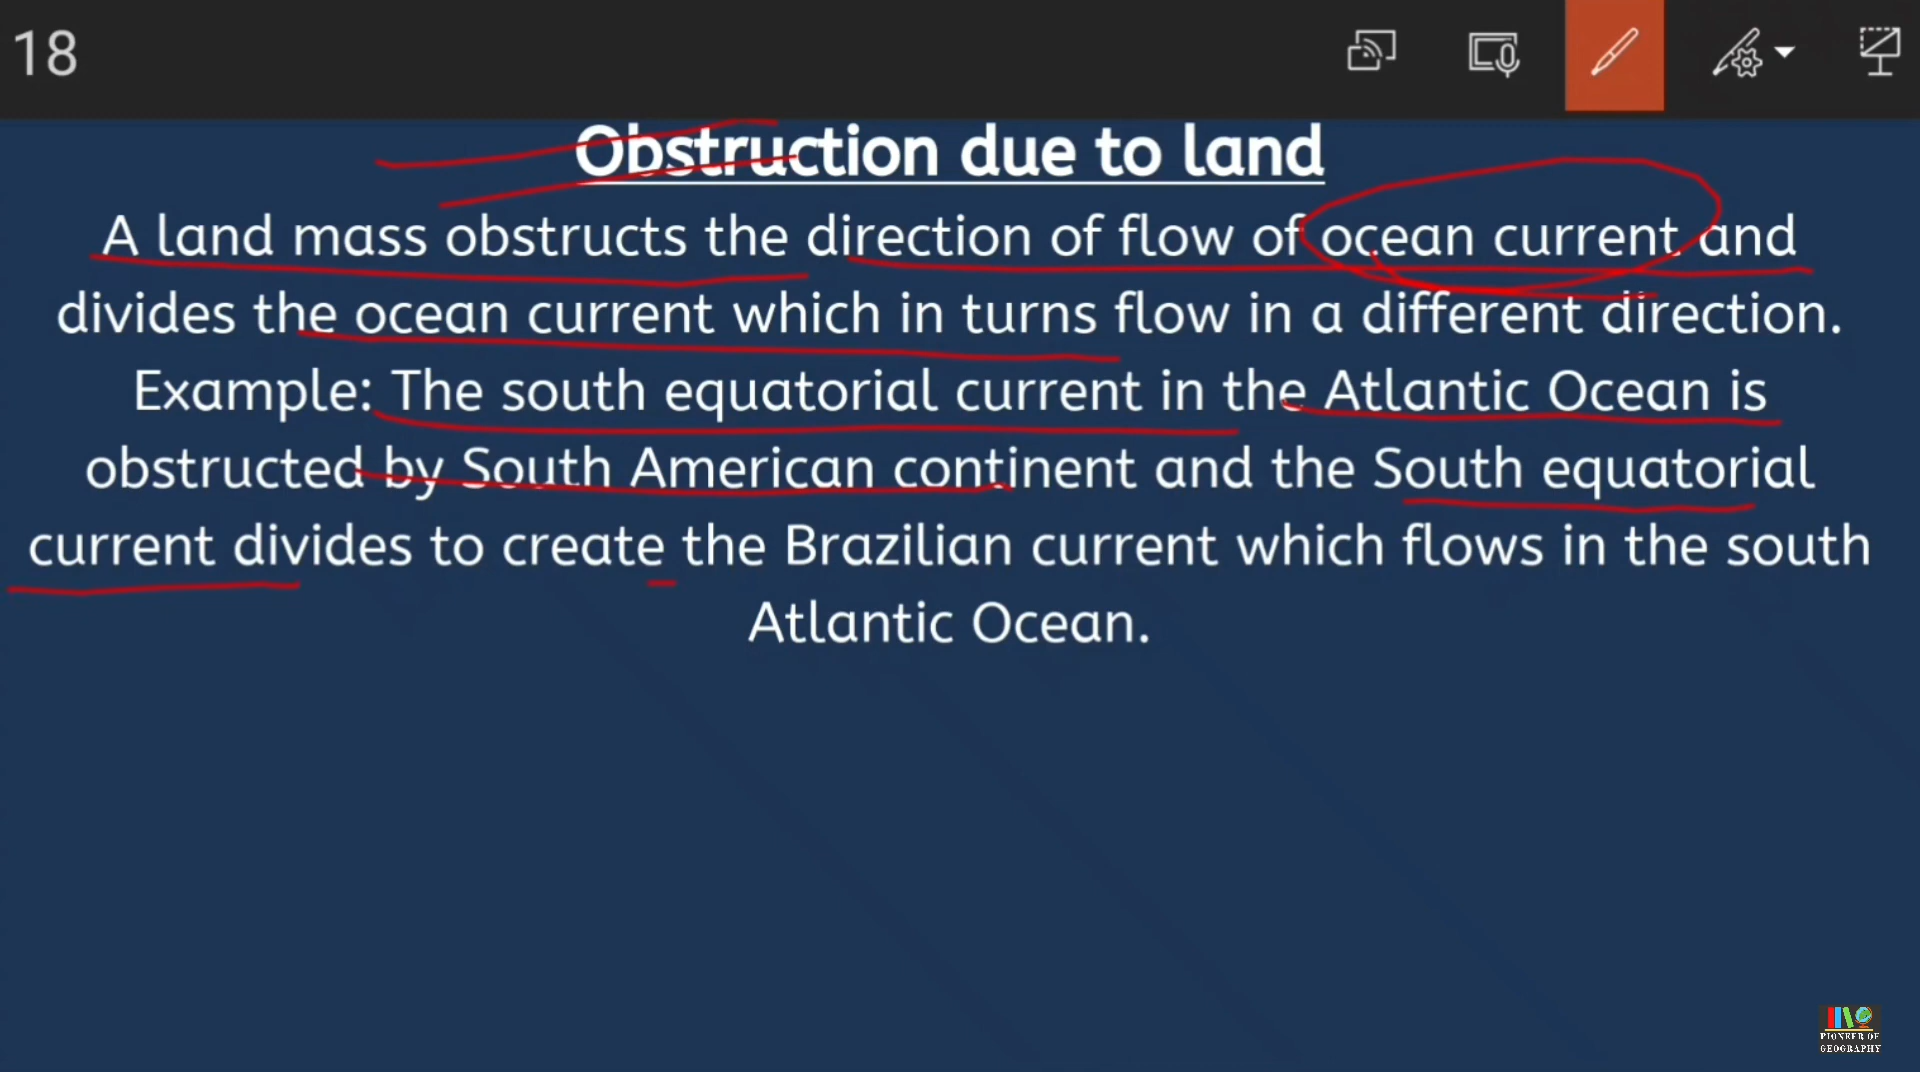 18
Obstruction due to land
A land mass obstructs the direction of flow of ocean current and
divides the ocean current which in turns flow in a different direction.
Example: The south equatorial current in the Atlantic Ocean is
obstructed by South American continent and the South equatorial
current divides to create the Brazilian current which flows in the south
Atlantic Ocean.
PIONEER OF
GEOGRAPHY